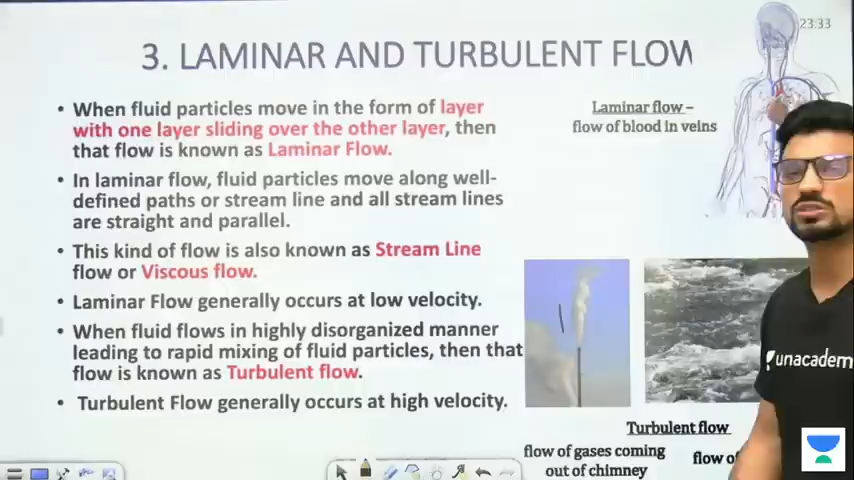 23:33
3. LAMINAR AND TURBULENT FLOW
• When fluid particles move in the form of layer
with one layer sliding over the other layer, then
that flow is known as Laminar Flow.
• In laminar flow, fluid particles move along well-
defined paths or stream line and all stream lines
are straight and parallel.
• This kind of flow is also known as Stream Line
flow or Viscous flow.
• Laminar Flow generally occurs at low velocity.
• When fluid flows in highly disorganized manner
leading to rapid mixing of fluid particles, then that
flow is known as Turbulent flow.
• Turbulent Flow generally occurs at high velocity.
Laminar flow –
flow of blood in veins
Turbulent flow
flow of gases coming
out of chimney
flow of
unacadem